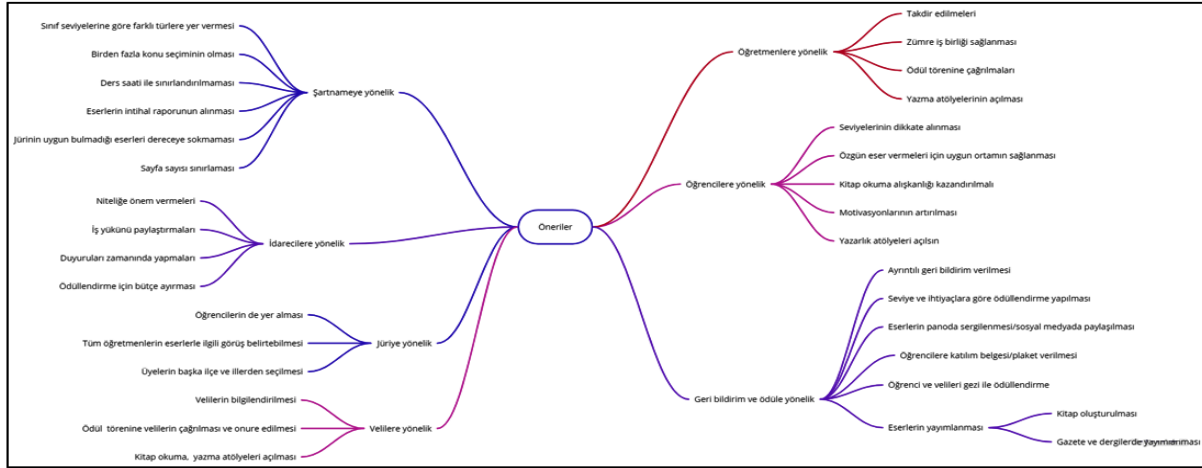 Öneriler
Şartnameye yönelik
Sınıf seviyelerine göre farklı türlere yer vermesi
Birden fazla konu seçiminin olması
Ders saati ile sınırlandırılmaması
Eserlerin intihal raporunun alınması
Jürinin uygun bulmadığı eserleri dereceye sokmaması
Sayfa sayısı sınırlaması
İdarecilere yönelik
Niteliğe önem vermeleri
İş yükünü paylaştırmaları
Duyuruları zamanında yapmaları
Ödüllendirme için bütçe ayırması
Jüriye yönelik
Öğrencilerin de yer alması
Tüm öğretmenlerin eserlerle ilgili görüş belirtebilmesi
Üyelerin başka ilçe ve illerden seçilmesi
Velilere yönelik
Velilerin bilgilendirilmesi
Ödül törenine velilerin çağrılması ve onure edilmesi
Kitap okuma, yazma atölyeleri açılması
Öğretmenlere yönelik
Takdir edilmeleri
Zümre iş birliği sağlanması
Ödül törenine çağrılmaları
Yazma atölyelerinin açılması
Öğrencilere yönelik
Seviyelerinin dikkate alınması
Özgün eser vermeleri için uygun ortamın sağlanması
Kitap okuma alışkanlığı kazandırılmalı
Motivasyonlarının artırılması
Yazarlık atölyeleri açılsın
Geri bildirim ve ödüle yönelik
Ayrıntılı geri bildirim verilmesi
Seviye ve ihtiyaçlara göre ödüllendirme yapılması
Eserlerin panoda sergilenmesi/sosyal medyada paylaşılması
Öğrencilere katılım belgesi/plaket verilmesi
Öğrenci ve velileri gezi ile ödüllendirme
Eserlerin yayımlanması
Kitap oluşturulması
Gazete ve dergilerde